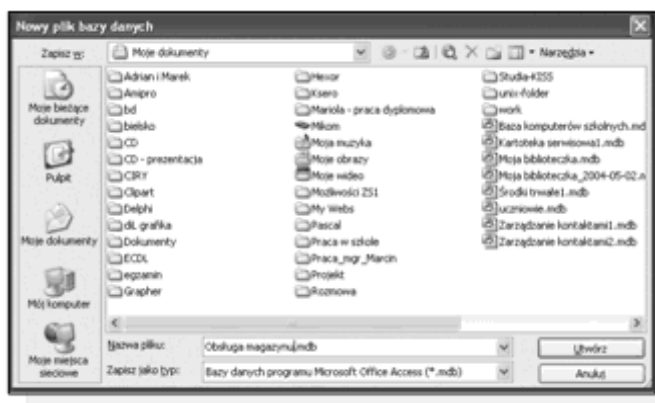 Nowy plik bazy danych
Zapisz w: Moje dokumenty Narzędzia
Moje bieżące dokumenty
Pulpit
Moje dokumenty
Mój komputer
Moje miejsca sieciowe
Adrian i Marek
Amipro
bd
bielsko
CD
CD - prezentacja
CIRY
Clipart
Delphi
dL grafika
Dokumenty
ECDL
egzamin
Grapher
Hexor
Ksero
Mariola - praca dyplomowa
Mikom
Moja muzyka
Moje obrazy
Moje wideo
Możliwości ZS1
My Webs
Pascal
Praca w szkole
Praca_mgr_Marcin
Projekt
Rozmowa
Studia-KISS
unix-folder
work
Baza komputerów szkolnych.md
Kartoteka serwisowa1.mdb
Moja biblioteczka.mdb
Moja biblioteczka_2004-05-02.m
Środki trwałe1.mdb
uczniowie.mdb
Zarządzanie kontaktami1.mdb
Zarządzanie kontaktami2.mdb
Nazwa pliku: Obsługa magazynu.mdb Utwórz
Zapisz jako typ: Bazy danych programu Microsoft Office Access (*.mdb) Anuluj